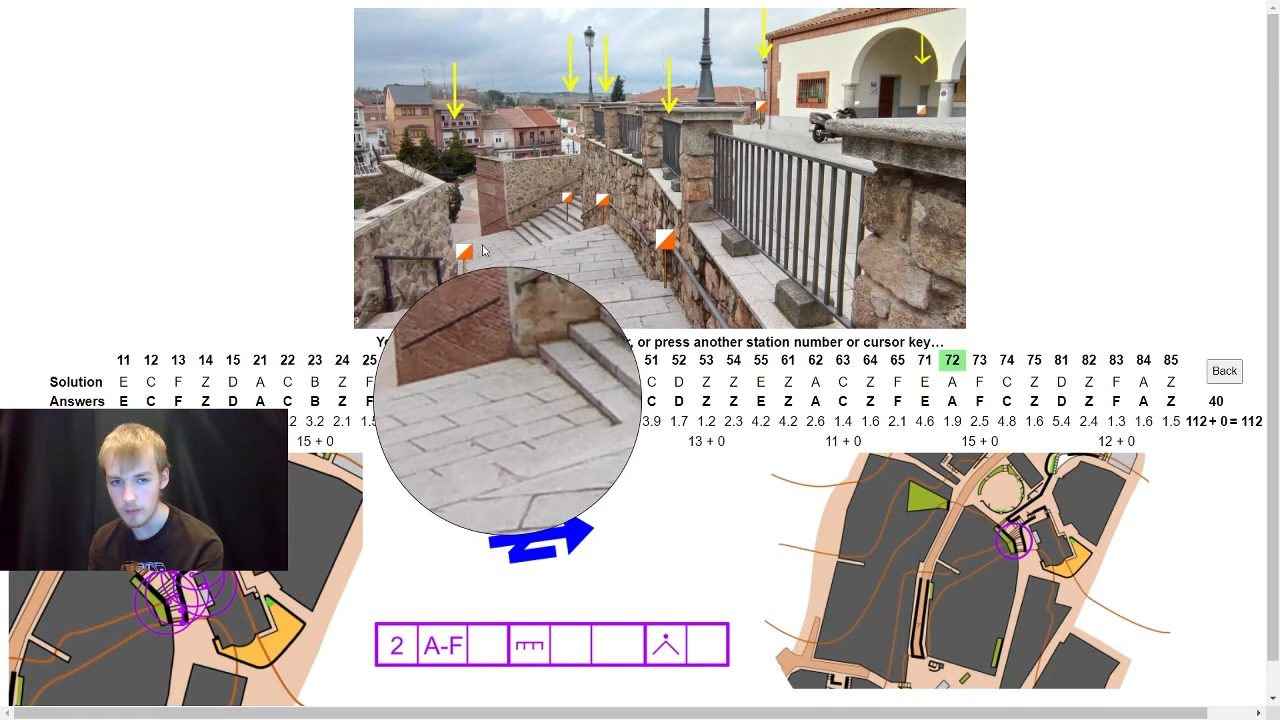 9
Yo , or press another station number or cursor key…
11 12 13 14 15 21 22 23 24 25 51 52 53 54 55 61 62 63 64 65 71 72 73 74 75 81 82 83 84 85
Back
Solution E C F Z D A C B Z F C D Z Z E Z A C Z F E A F C Z D Z F A Z
Answers E C F Z D A C B Z F C D Z Z E Z A C Z F E A F C Z D Z F A Z 40
2 3.2 2.1 1.5 3.9 1.7 1.2 2.3 4.2 4.2 2.6 1.4 1.6 2.1 4.6 1.9 2.5 4.8 1.6 5.4 2.4 1.3 1.6 1.5 112 + 0 = 112
15 + 0 13 + 0 11 + 0 15 + 0 12 + 0
2 A-F